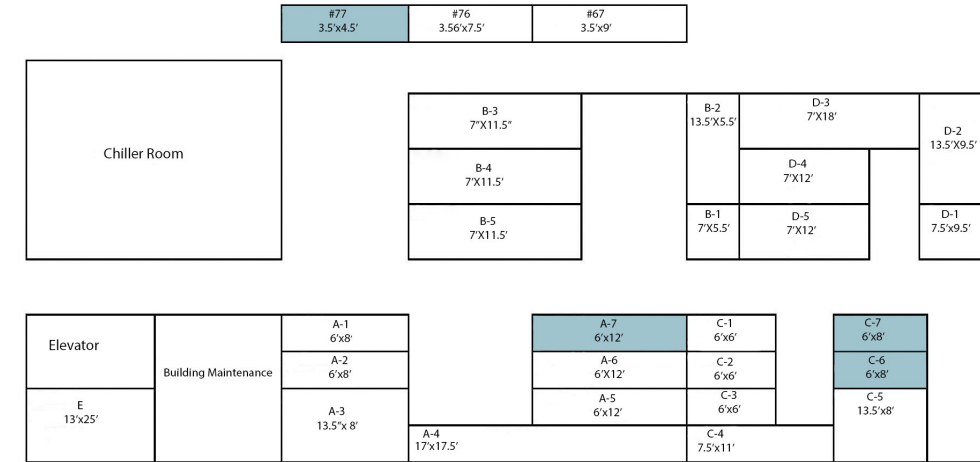 #77
3.5'x4.5'
#76
3.56'x7.5'
#67
3.5'x9'
Chiller Room
B-3
7"X11.5"
B-4
7'X11.5'
B-5
7'X11.5'
B-2
13.5'X5.5'
B-1
7'X5.5'
D-3
7'X18'
D-4
7'X12'
D-5
7'X12'
D-2
13.5'X9.5'
D-1
7.5'x9.5'
Elevator
E
13'x25'
Building Maintenance
A-1
6'x8'
A-2
6'x8'
A-3
13.5"x 8'
A-4
17'x17.5'
A-7
6'x12'
A-6
6'X12'
A-5
6'x12'
C-1
6'x6'
C-2
6'x6'
C-3
6'x6'
C-4
7.5'x11'
C-7
6'x8'
C-6
6'x8'
C-5
13.5'x8'